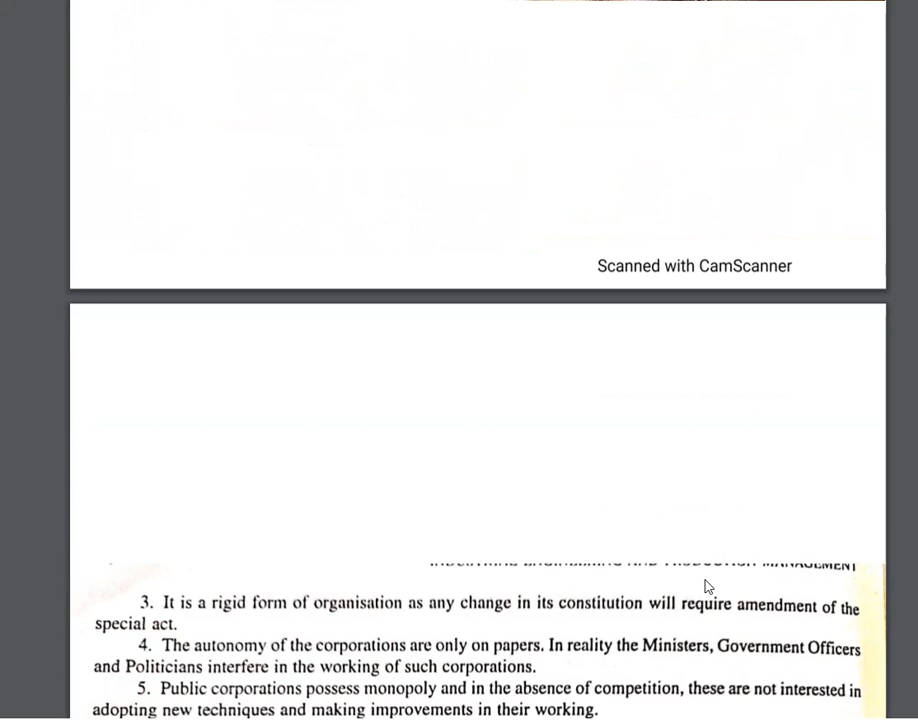 Scanned with CamScanner
MANAGEMENT
3. It is a rigid form of organisation as any change in its constitution will require amendment of the
special act.
4. The autonomy of the corporations are only on papers. In reality the Ministers, Government Officers
and Politicians interfere in the working of such corporations.
5. Public corporations possess monopoly and in the absence of competition, these are not interested in
adopting new techniques and making improvements in their working.